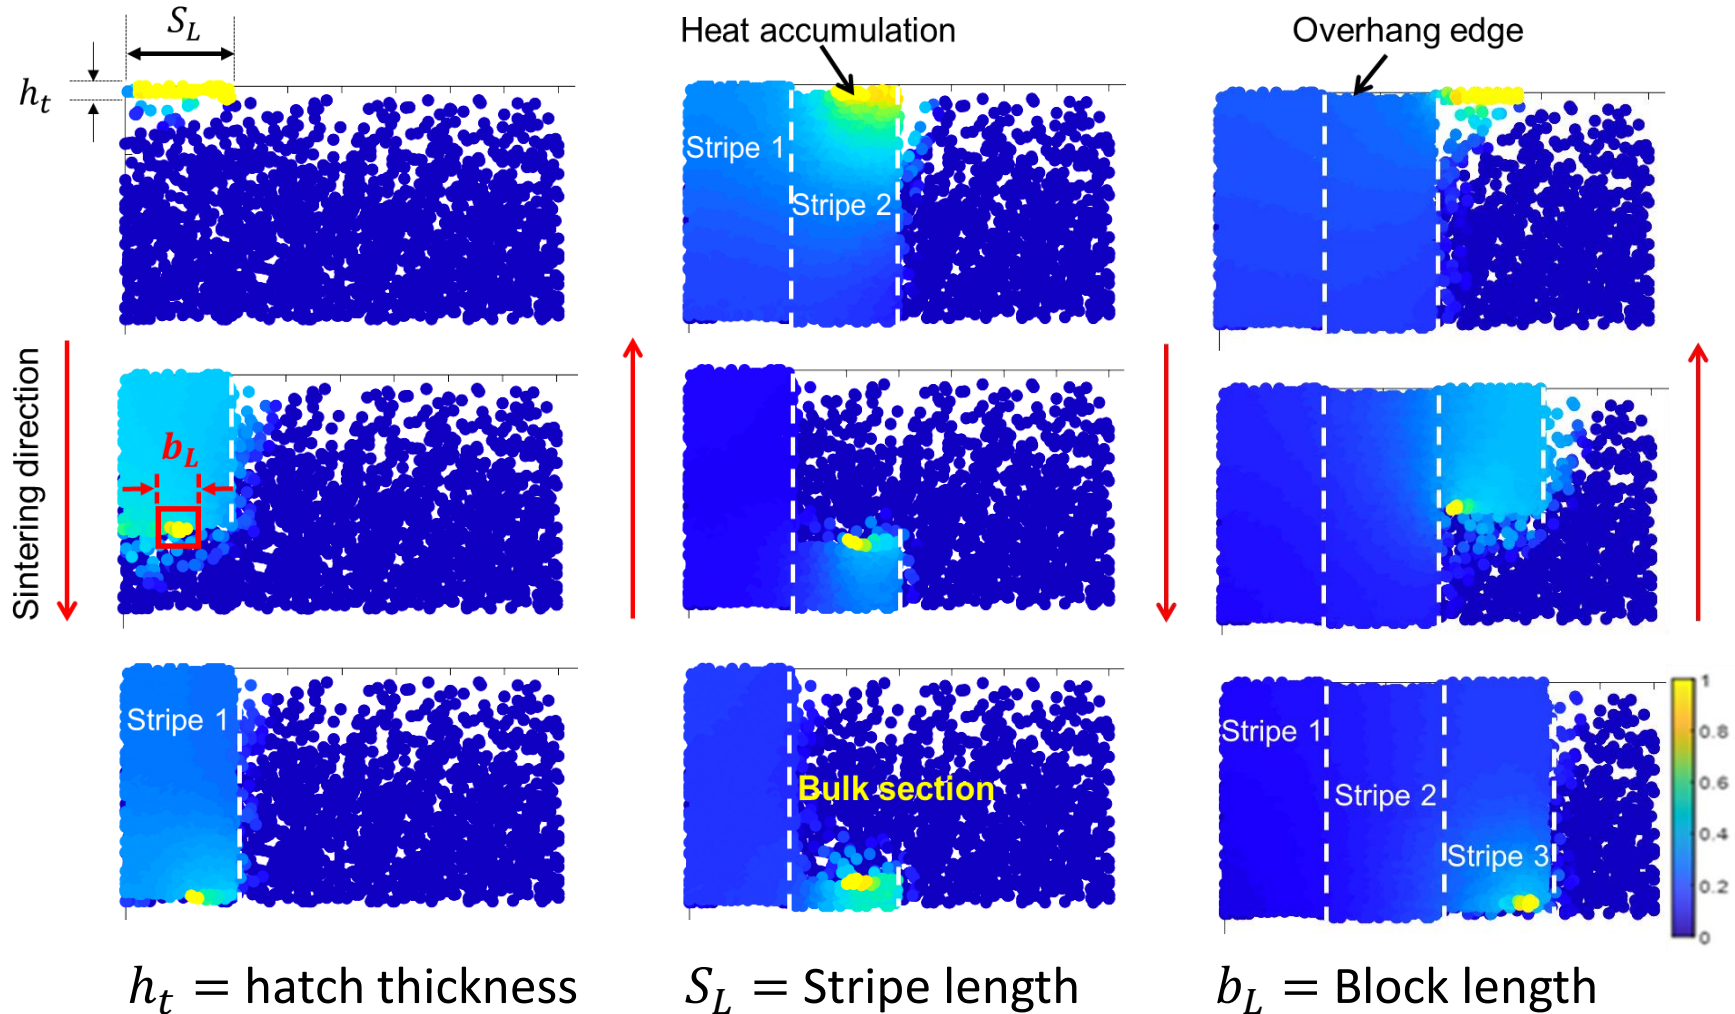 S_L
h_t
Heat accumulation
Overhang edge
Stripe 1
Stripe 2
Sintering direction
b_L
Stripe 1
Bulk section
Stripe 1
Stripe 2
Stripe 3
1
0.8
0.6
0.4
0.2
0
h_t = hatch thickness
S_L = Stripe length
b_L = Block length